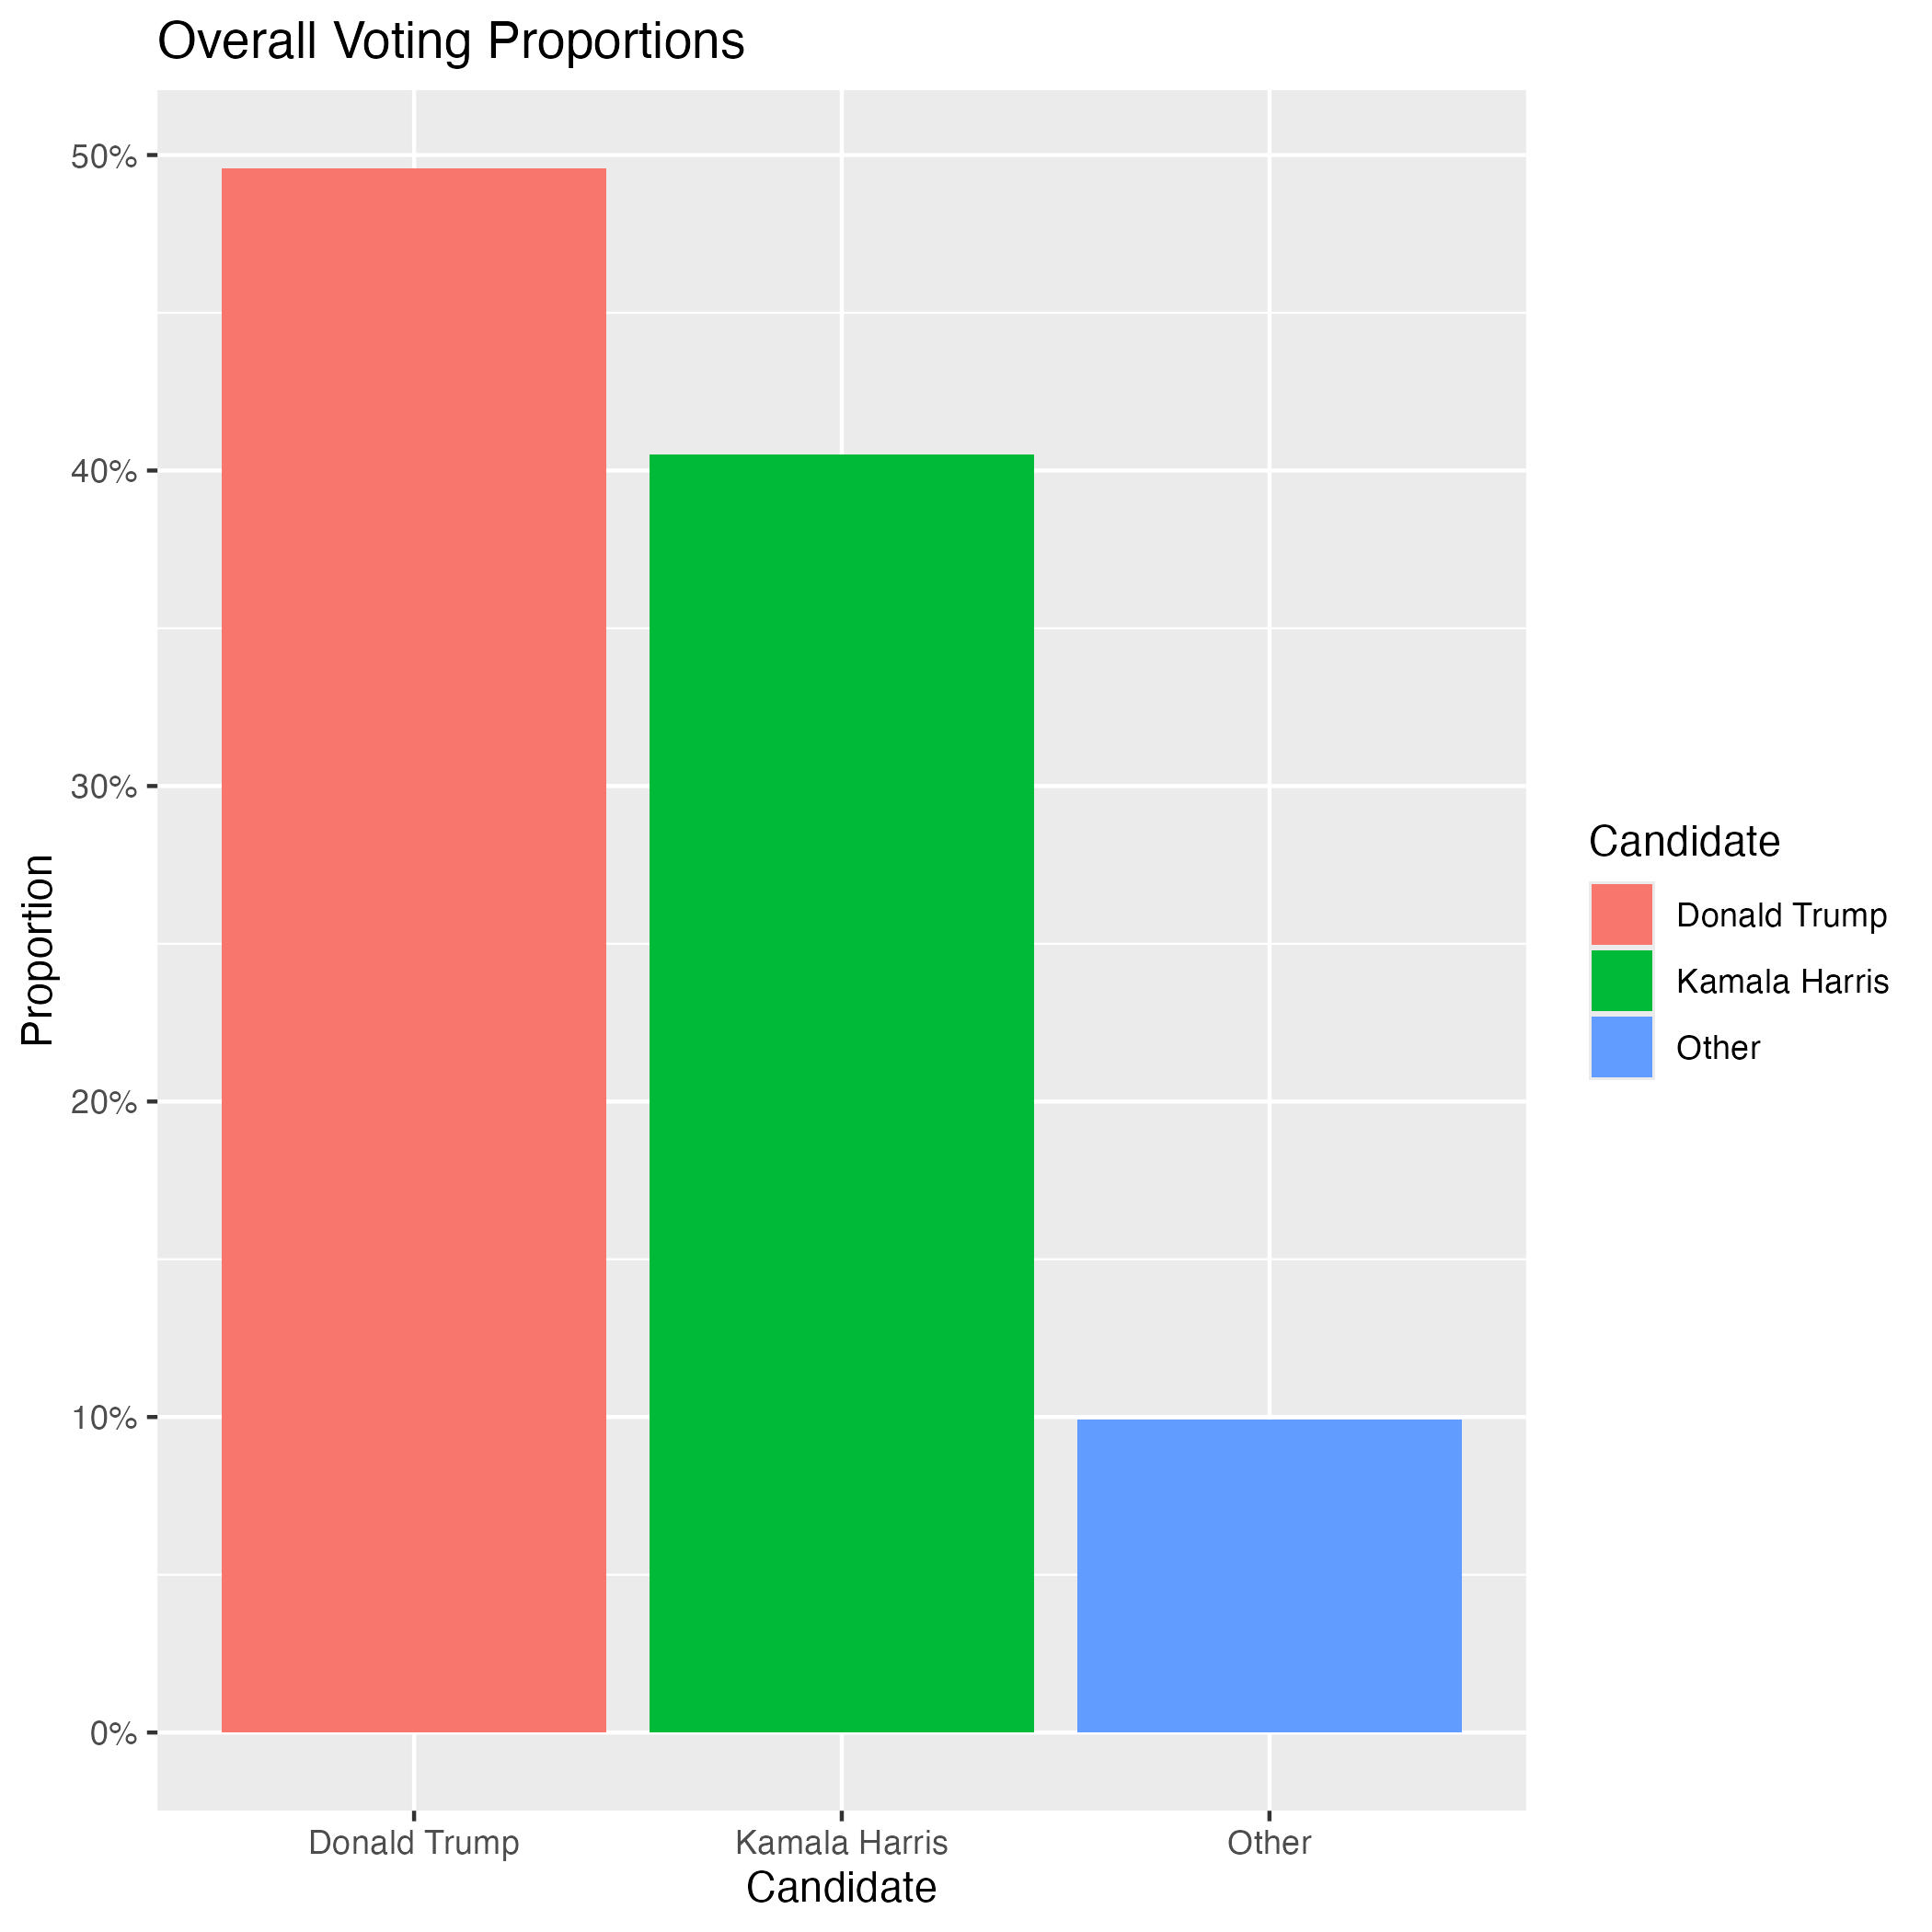 Overall Voting Proportions
Proportion
50%
40%
30%
20%
10%
0%
Donald Trump
Kamala Harris
Other
Candidate
Candidate
Donald Trump
Kamala Harris
Other